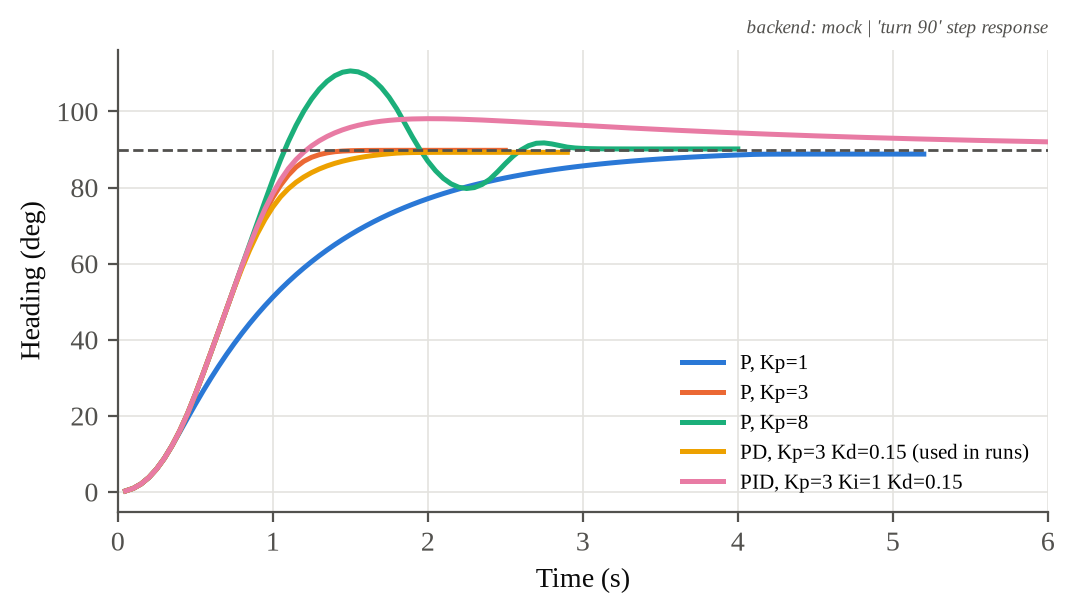 backend: mock | 'turn 90' step response
Heading (deg)
100
80
60
40
20
0
P, Kp=1
P, Kp=3
P, Kp=8
PD, Kp=3 Kd=0.15 (used in runs)
PID, Kp=3 Ki=1 Kd=0.15
0 1 2 3 4 5 6
Time (s)